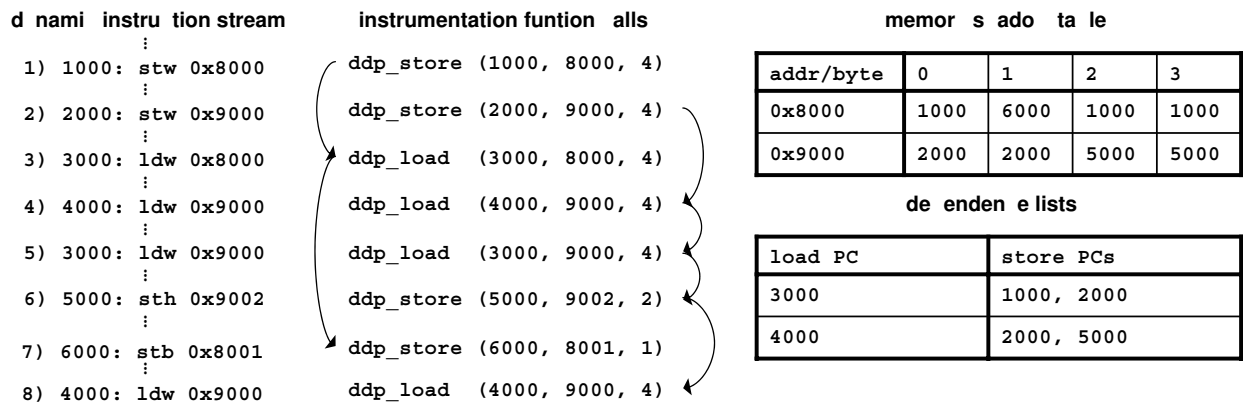 d nami instru tion stream
1) 1000: stw 0x8000
2) 2000: stw 0x9000
3) 3000: ldw 0x8000
4) 4000: ldw 0x9000
5) 3000: ldw 0x9000
6) 5000: sth 0x9002
7) 6000: stb 0x8001
8) 4000: ldw 0x9000
instrumentation funtion alls
ddp_store (1000, 8000, 4)
ddp_store (2000, 9000, 4)
ddp_load (3000, 8000, 4)
ddp_load (4000, 9000, 4)
ddp_load (3000, 9000, 4)
ddp_store (5000, 9002, 2)
ddp_store (6000, 8001, 1)
ddp_load (4000, 9000, 4)
memor s ado ta le
addr/byte 0 1 2 3
0x8000 1000 6000 1000 1000
0x9000 2000 2000 5000 5000
de enden e lists
load PC store PCs
3000 1000, 2000
4000 2000, 5000